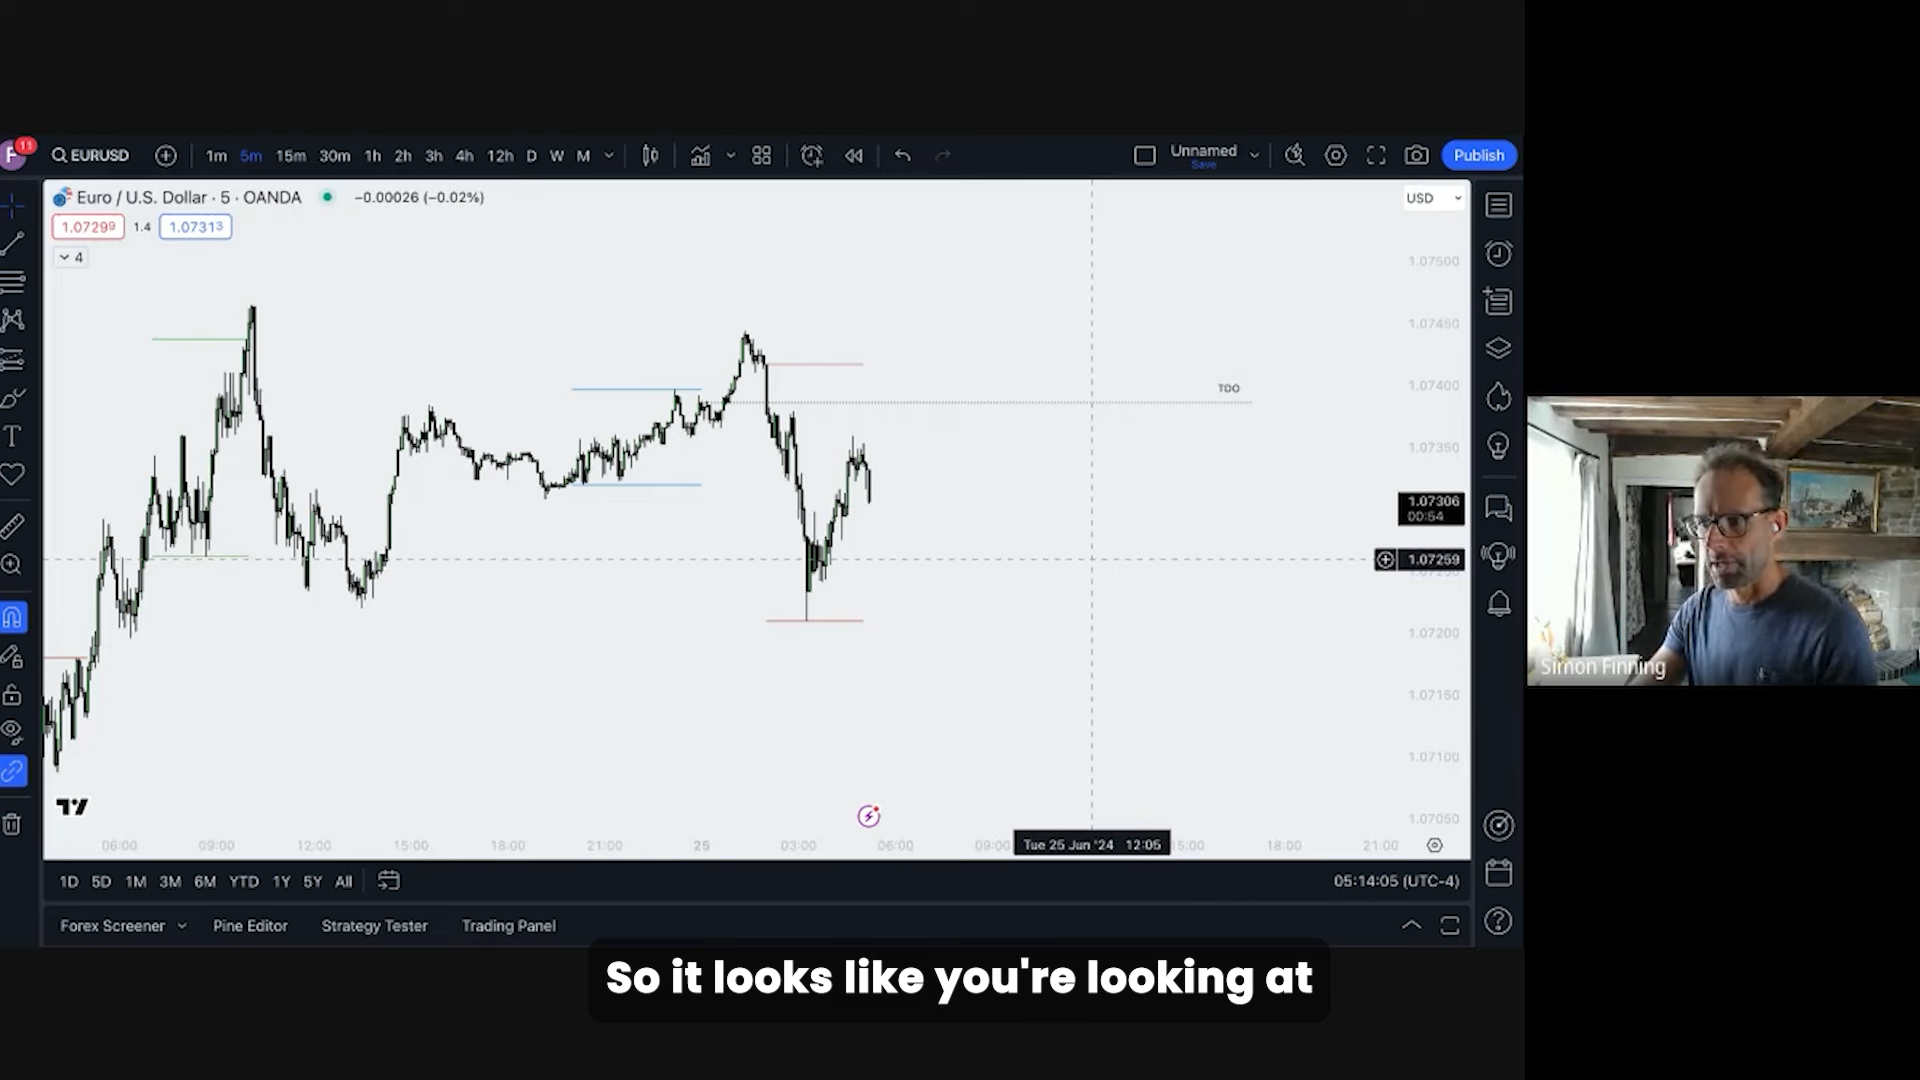 F 11 EURUSD 1m 5m 15m 30m 1h 2h 3h 4h 12h D W M Unnamed Save Publish
Euro / U.S. Dollar · 5 · OANDA −0.00026 (−0.02%) USD
1.07299 1.4 1.07313
4
1.07500
1.07450
TDO
1.07400
1.07350
1.07306
00:54
1.07259
1.07200
1.07150
1.07100
1.07050
06:00 09:00 12:00 15:00 18:00 21:00 25 03:00 06:00 09:00 Tue 25 Jun '24 12:05 15:00 18:00 21:00
1D 5D 1M 3M 6M YTD 1Y 5Y All 05:14:05 (UTC-4)
Forex Screener Pine Editor Strategy Tester Trading Panel
Simon Finning
So it looks like you're looking at